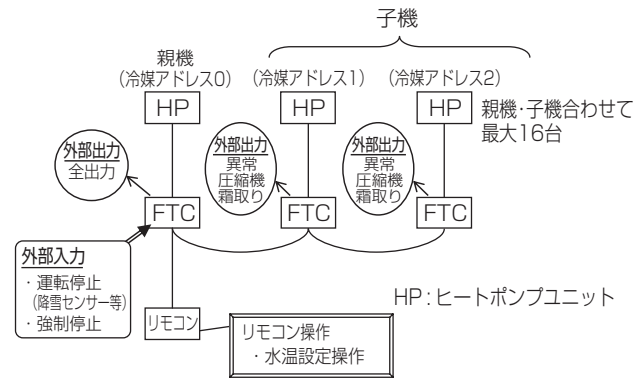 子機
親機
（冷媒アドレス0）
（冷媒アドレス1）
（冷媒アドレス2）
HP
HP
HP
親機・子機合わせて
最大16台
外部出力
全出力
外部出力
異常
圧縮機
霜取り
外部出力
異常
圧縮機
霜取り
FTC
FTC
FTC
外部入力
・運転停止
（降雪センサー等）
・強制停止
リモコン
リモコン操作
・水温設定操作
HP：ヒートポンプユニット